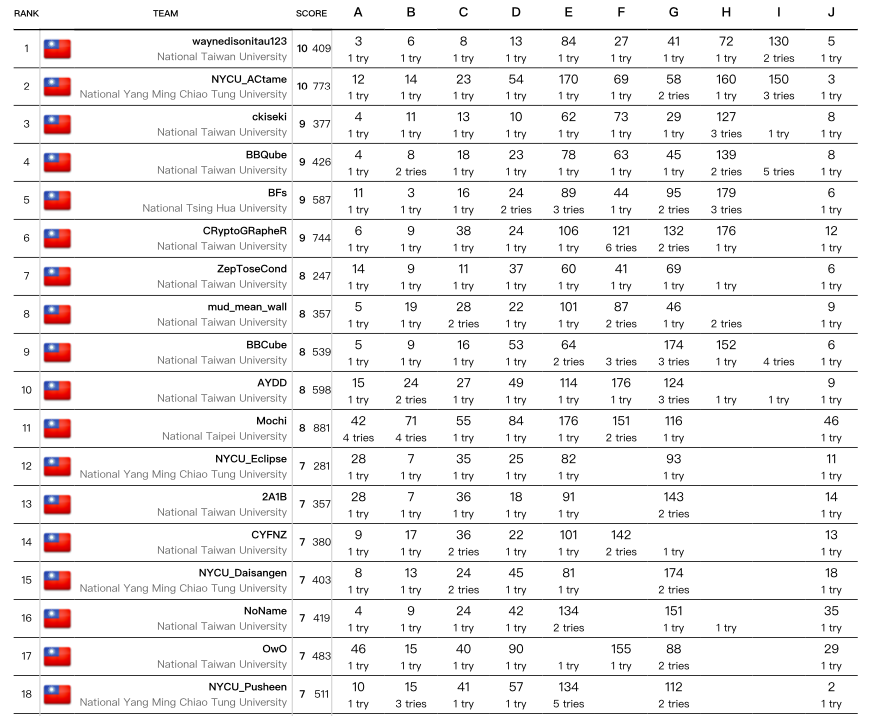 RANK TEAM SCORE A B C D E F G H I J
1 waynedisonitau123 10 409 3 6 8 13 84 27 41 72 130 5
National Taiwan University 1 try 1 try 1 try 1 try 1 try 1 try 1 try 1 try 2 tries 1 try
2 NYCU_ACtame 10 773 12 14 23 54 170 69 58 160 150 3
National Yang Ming Chiao Tung University 1 try 1 try 1 try 1 try 1 try 1 try 2 tries 1 try 3 tries 1 try
3 ckiseki 9 377 4 11 13 10 62 73 29 127 8
National Taiwan University 1 try 1 try 1 try 1 try 1 try 1 try 1 try 3 tries 1 try 1 try
4 BBQube 9 426 4 8 18 23 78 63 45 139 8
National Taiwan University 1 try 2 tries 1 try 1 try 1 try 1 try 1 try 2 tries 5 tries 1 try
5 BFs 9 587 11 3 16 24 89 44 95 179 6
National Tsing Hua University 1 try 1 try 1 try 2 tries 3 tries 1 try 2 tries 3 tries 1 try
6 CRyptoGRapheR 9 744 6 9 38 24 106 121 132 176 12
National Taiwan University 1 try 1 try 1 try 1 try 1 try 6 tries 2 tries 1 try 1 try
7 ZepToseCond 8 247 14 9 11 37 60 41 69 6
National Taiwan University 1 try 1 try 1 try 1 try 1 try 1 try 1 try 1 try 1 try
8 mud_mean_wall 8 357 5 19 28 22 101 87 46 9
National Taiwan University 1 try 1 try 2 tries 1 try 1 try 2 tries 1 try 2 tries 1 try
9 BBCube 8 539 5 9 16 53 64 174 152 6
National Taiwan University 1 try 1 try 1 try 1 try 2 tries 3 tries 3 tries 1 try 4 tries 1 try
10 AYDD 8 598 15 24 27 49 114 176 124 9
National Taiwan University 1 try 2 tries 1 try 1 try 1 try 1 try 3 tries 1 try 1 try 1 try
11 Mochi 8 881 42 71 55 84 176 151 116 46
National Taipei University 4 tries 4 tries 1 try 1 try 1 try 2 tries 1 try 1 try
12 NYCU_Eclipse 7 281 28 7 35 25 82 93 11
National Yang Ming Chiao Tung University 1 try 1 try 1 try 1 try 1 try 1 try 1 try
13 2A1B 7 357 28 7 36 18 91 143 14
National Taiwan University 1 try 1 try 1 try 1 try 1 try 2 tries 1 try
14 CYFNZ 7 380 9 17 36 22 101 142 13
National Taiwan University 1 try 1 try 2 tries 1 try 1 try 2 tries 1 try 1 try
15 NYCU_Daisangen 7 403 8 13 24 45 81 174 18
National Yang Ming Chiao Tung University 1 try 1 try 2 tries 1 try 1 try 2 tries 1 try
16 NoName 7 419 4 9 24 42 134 151 35
National Taiwan University 1 try 1 try 1 try 1 try 2 tries 1 try 1 try 1 try
17 OwO 7 483 46 15 40 90 155 88 29
National Taiwan University 1 try 1 try 1 try 1 try 1 try 1 try 2 tries 1 try
18 NYCU_Pusheen 7 511 10 15 41 57 134 112 2
National Yang Ming Chiao Tung University 1 try 3 tries 1 try 1 try 5 tries 2 tries 1 try